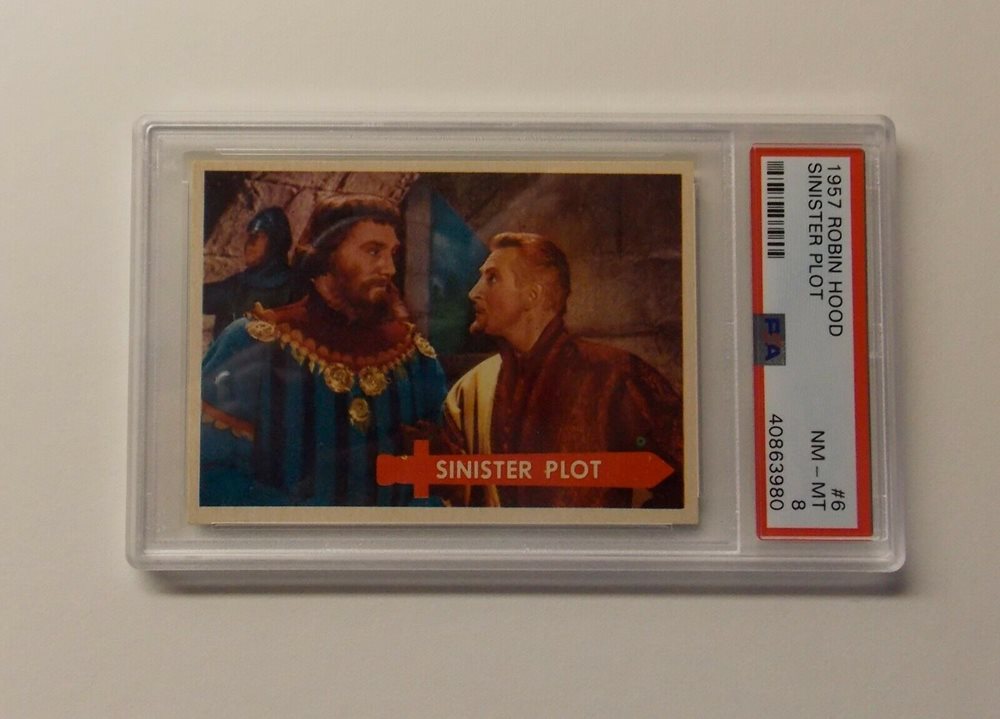 SINISTER PLOT
1957 ROBIN HOOD #6
SINISTER PLOT NM – MT
8
PSA
40863980